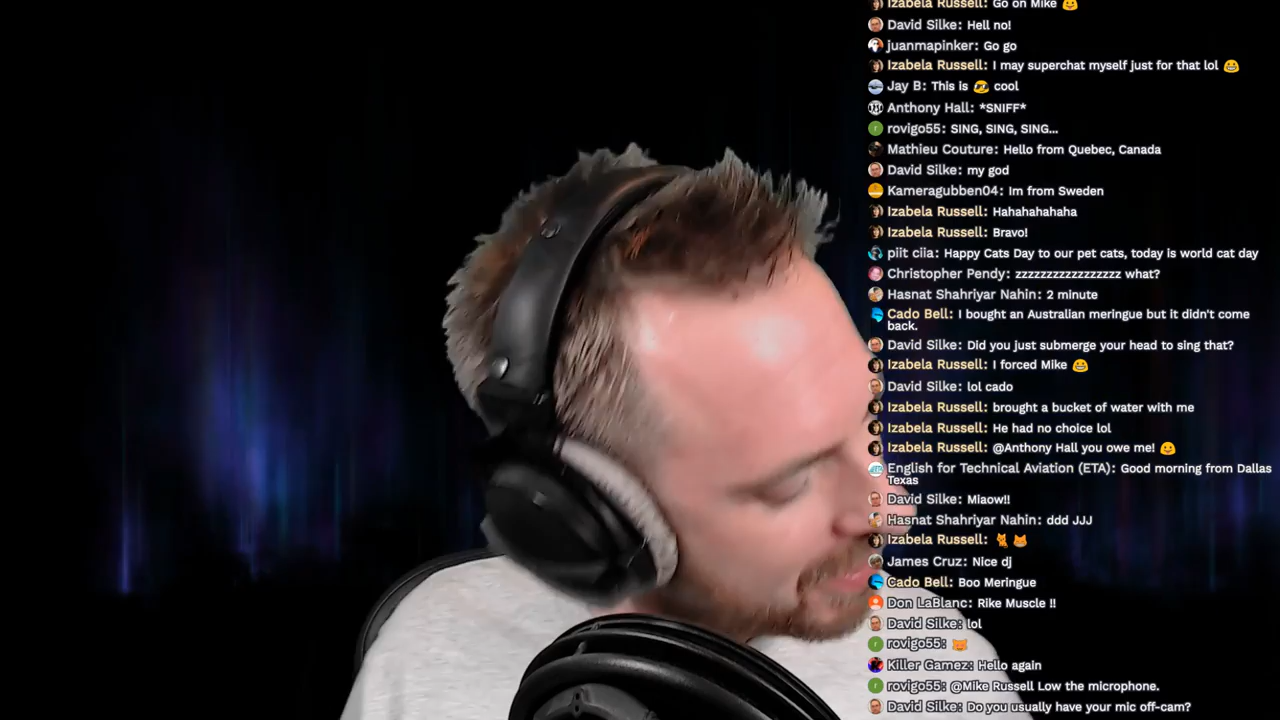 Izabela Russell: Go on Mike 🙂
David Silke: Hell no!
juanmapinker: Go go
Izabela Russell: I may superchat myself just for that lol 😀
Jay B: This is 🤣 cool
Anthony Hall: *SNIFF*
rovigo55: SING, SING, SING...
Mathieu Couture: Hello from Quebec, Canada
David Silke: my god
Kameragubben04: Im from Sweden
Izabela Russell: Hahahahahaha
Izabela Russell: Bravo!
piit ciia: Happy Cats Day to our pet cats, today is world cat day
Christopher Pendy: zzzzzzzzzzzzzzzzz what?
Hasnat Shahriyar Nahin: 2 minute
Cado Bell: I bought an Australian meringue but it didn't come
back.
David Silke: Did you just submerge your head to sing that?
Izabela Russell: I forced Mike 😀
David Silke: lol cado
Izabela Russell: brought a bucket of water with me
Izabela Russell: He had no choice lol
Izabela Russell: @Anthony Hall you owe me! 🙂
English for Technical Aviation (ETA): Good morning from Dallas
Texas
David Silke: Miaow!!
Hasnat Shahriyar Nahin: ddd JJJ
Izabela Russell: 🐈 🐱
James Cruz: Nice dj
Cado Bell: Boo Meringue
Don LaBlanc: Rike Muscle !!
David Silke: lol
rovigo55: 😺
Killer Gamez: Hello again
rovigo55: @Mike Russell Low the microphone.
David Silke: Do you usually have your mic off-cam?